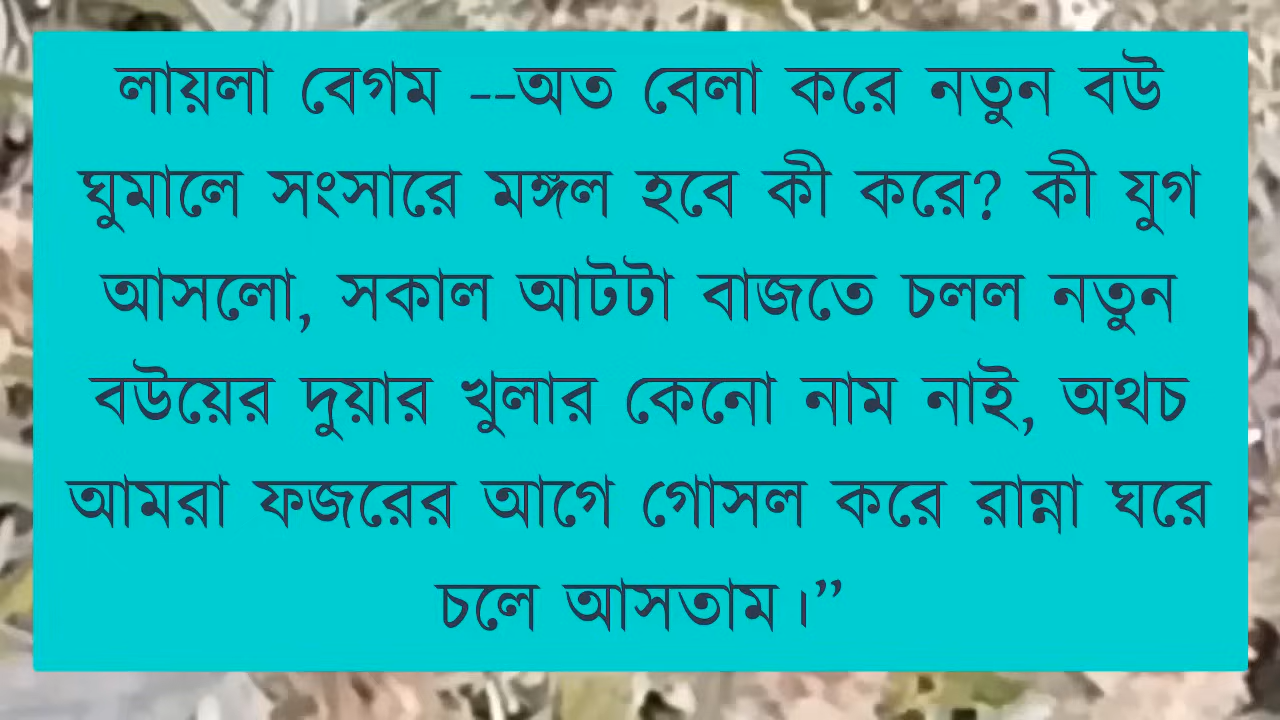 লায়লা বেগম --অত বেলা করে নতুন বউ
ঘুমালে সংসারে মঙ্গল হবে কী করে? কী যুগ
আসলো, সকাল আটটা বাজতে চলল নতুন
বউয়ের দুয়ার খুলার কেনো নাম নাই, অথচ
আমরা ফজরের আগে গোসল করে রান্না ঘরে
চলে আসতাম।”